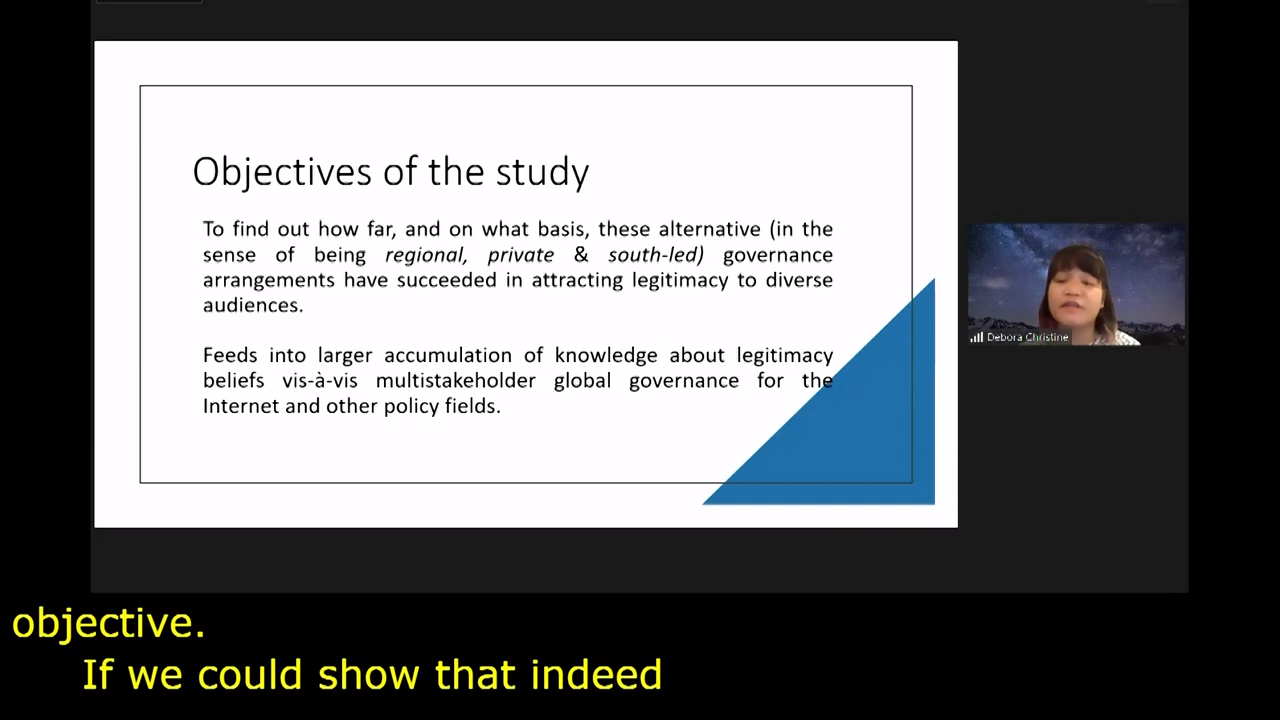 Objectives of the study
To find out how far, and on what basis, these alternative (in the
sense of being regional, private & south-led) governance
arrangements have succeeded in attracting legitimacy to diverse
audiences.
Feeds into larger accumulation of knowledge about legitimacy
beliefs vis-à-vis multistakeholder global governance for the
Internet and other policy fields.
Debora Christine
objective.
If we could show that indeed